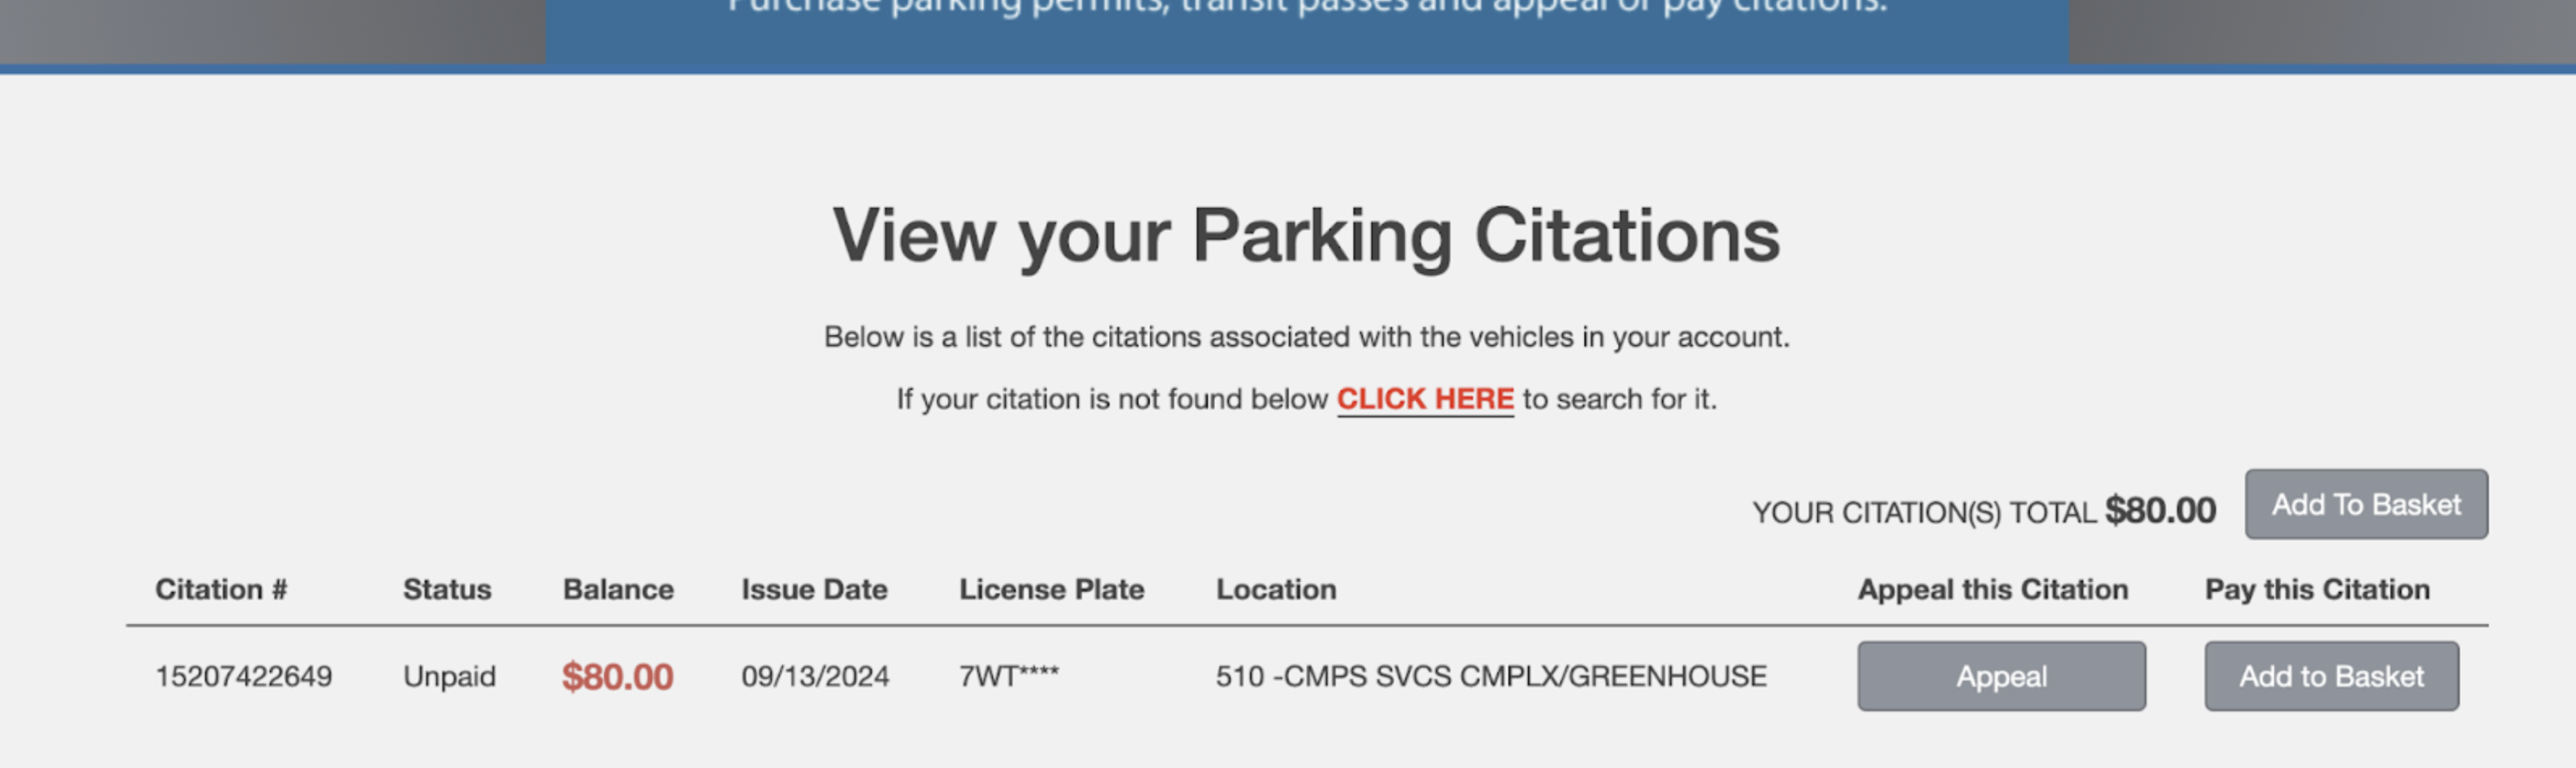 Purchase parking permits, transit passes and appeal or pay citations.
View your Parking Citations
Below is a list of the citations associated with the vehicles in your account.
If your citation is not found below CLICK HERE to search for it.
YOUR CITATION(S) TOTAL $80.00 Add To Basket
Citation # Status Balance Issue Date License Plate Location Appeal this Citation Pay this Citation
15207422649 Unpaid $80.00 09/13/2024 7WT**** 510 -CMPS SVCS CMPLX/GREENHOUSE Appeal Add to Basket